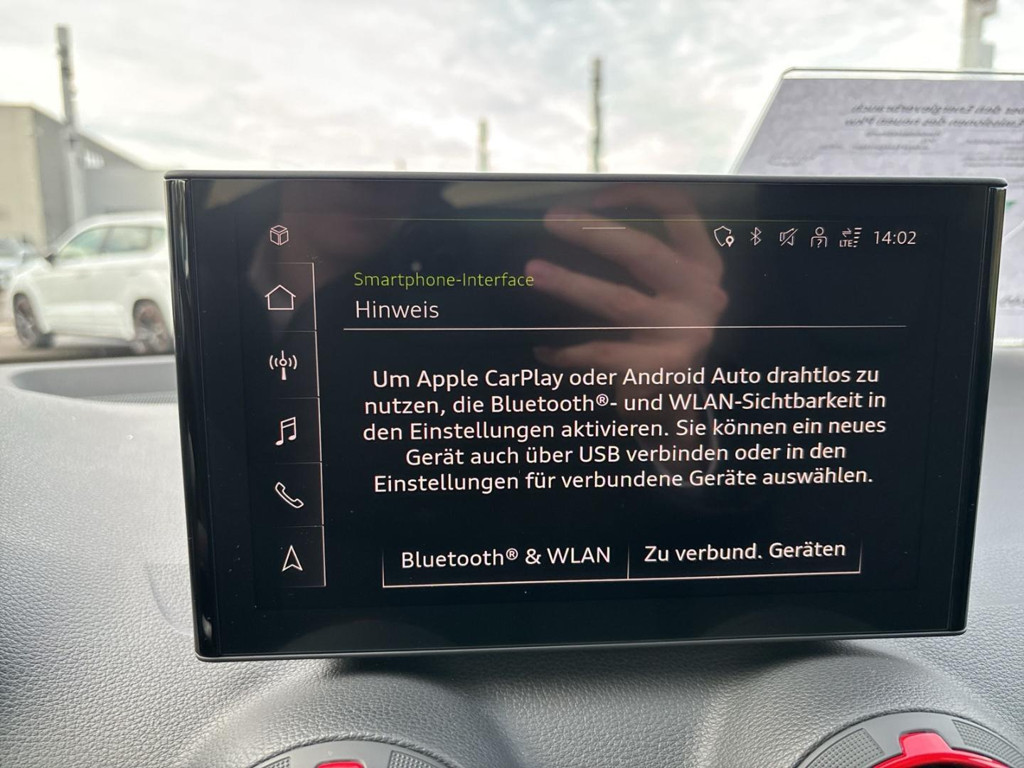 LTE 14:02
Smartphone-Interface
Hinweis
Um Apple CarPlay oder Android Auto drahtlos zu
nutzen, die Bluetooth®- und WLAN-Sichtbarkeit in
den Einstellungen aktivieren. Sie können ein neues
Gerät auch über USB verbinden oder in den
Einstellungen für verbundene Geräte auswählen.
Bluetooth® & WLAN Zu verbund. Geräten